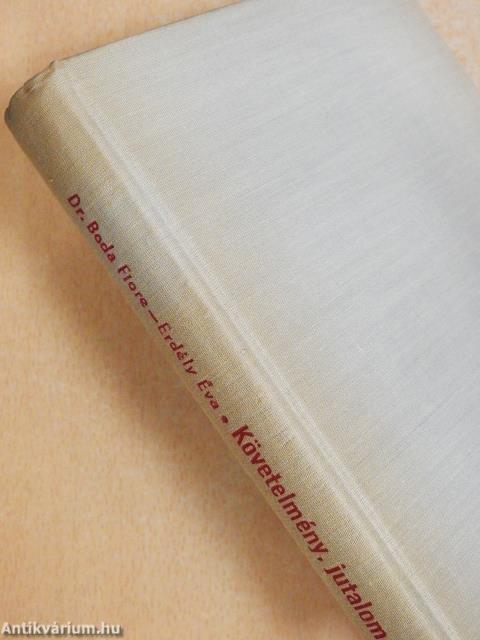 Dr. Boda Fiore — Erdély Éva • Követelmény, jutalom
Antikvárium.hu